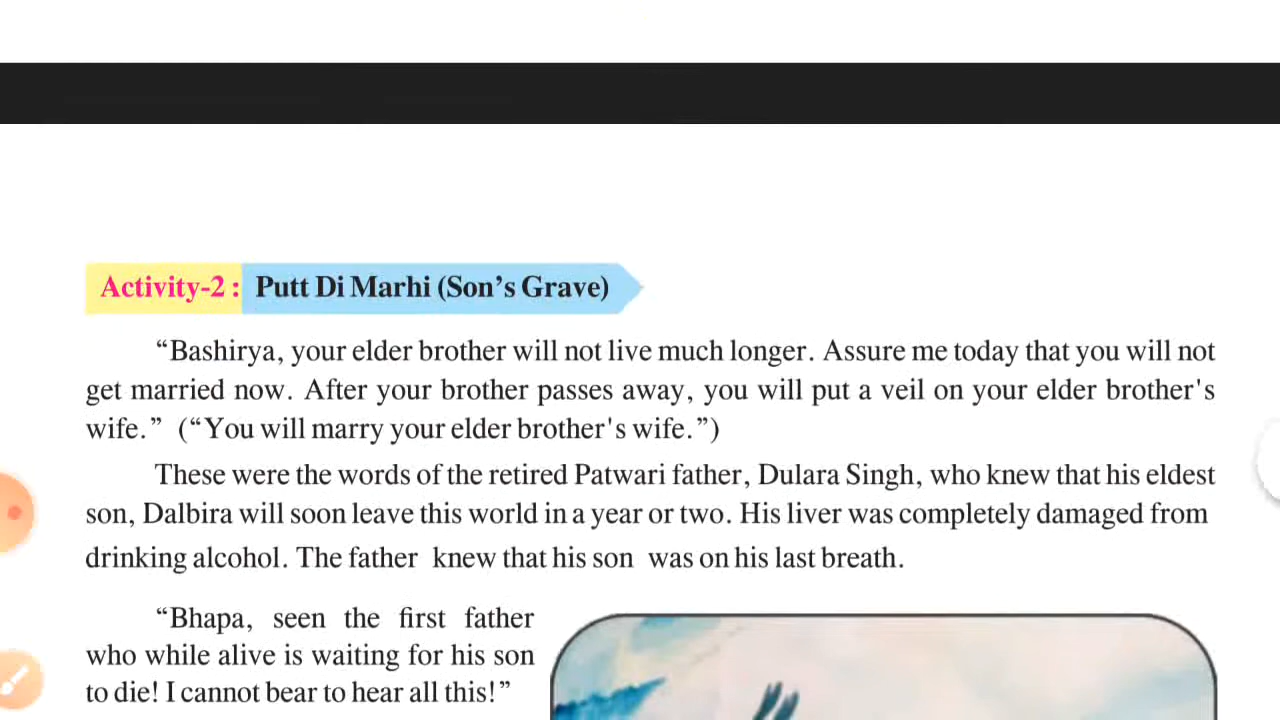 Activity-2 : Putt Di Marhi (Son’s Grave)
“Bashirya, your elder brother will not live much longer. Assure me today that you will not
get married now. After your brother passes away, you will put a veil on your elder brother's
wife.” (“You will marry your elder brother's wife.”)
These were the words of the retired Patwari father, Dulara Singh, who knew that his eldest
son, Dalbira will soon leave this world in a year or two. His liver was completely damaged from
drinking alcohol. The father knew that his son was on his last breath.
“Bhapa, seen the first father
who while alive is waiting for his son
to die! I cannot bear to hear all this!”